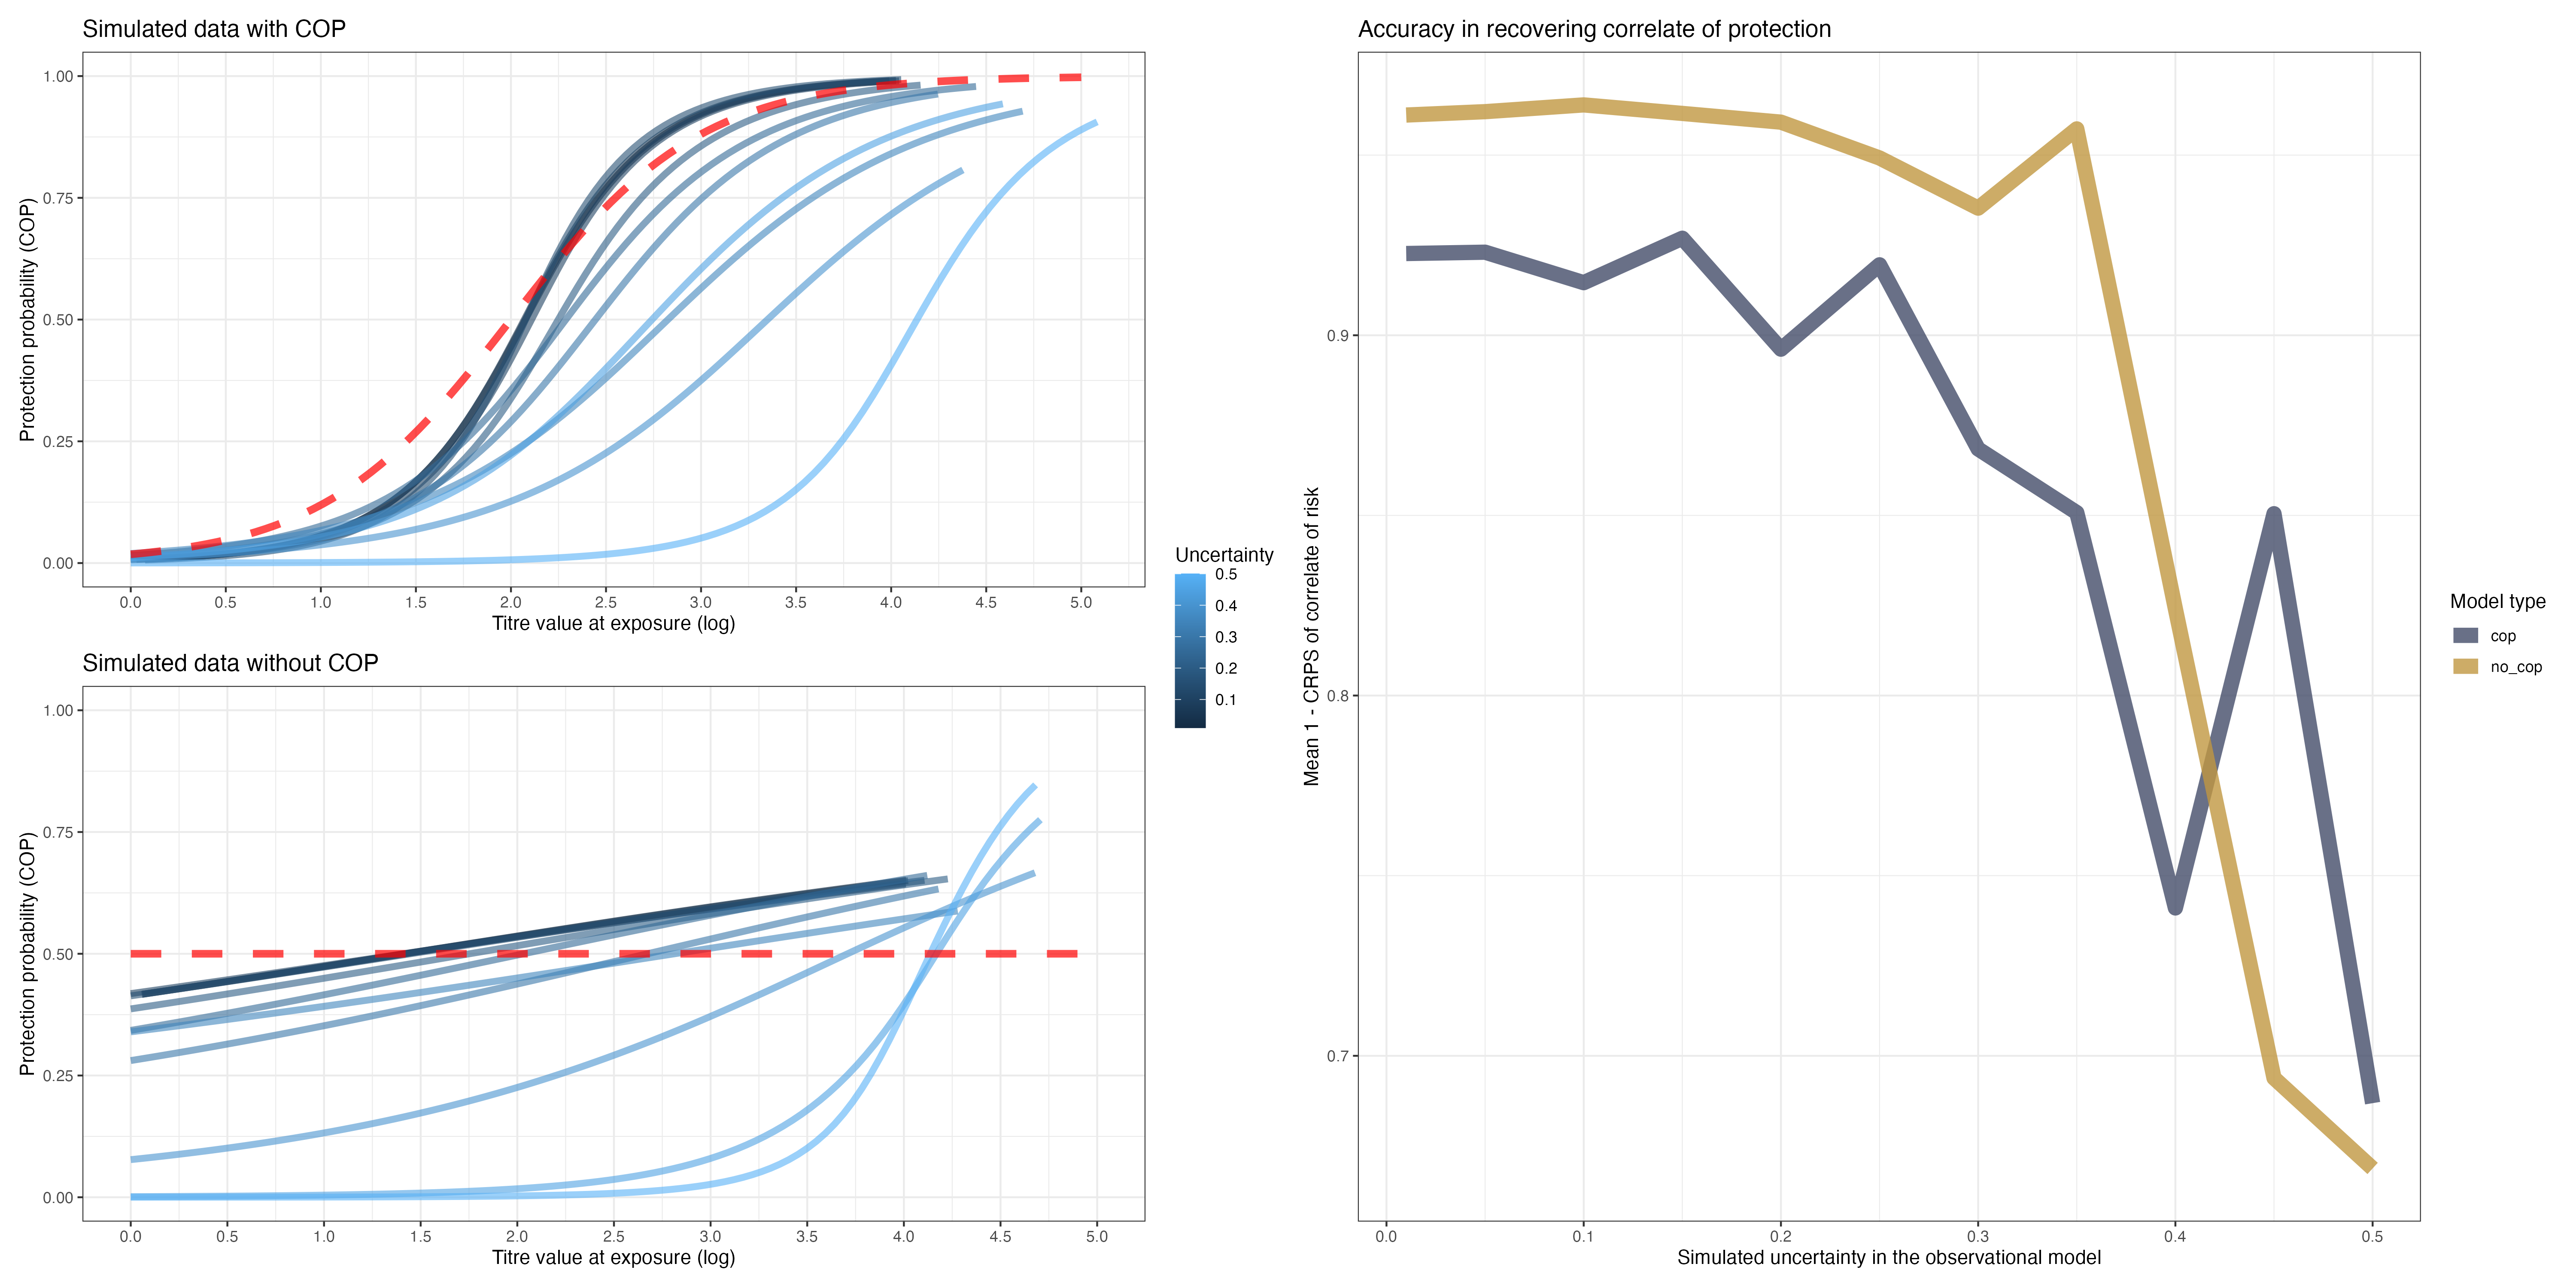 Simulated data with COP
Protection probability (COP)
1.00
0.75
0.50
0.25
0.00
0.0 0.5 1.0 1.5 2.0 2.5 3.0 3.5 4.0 4.5 5.0
Titre value at exposure (log)
Simulated data without COP
Protection probability (COP)
1.00
0.75
0.50
0.25
0.00
0.0 0.5 1.0 1.5 2.0 2.5 3.0 3.5 4.0 4.5 5.0
Titre value at exposure (log)
Uncertainty
0.5
0.4
0.3
0.2
0.1
Accuracy in recovering correlate of protection
Mean 1 - CRPS of correlate of risk
0.9
0.8
0.7
0.0 0.1 0.2 0.3 0.4 0.5
Simulated uncertainty in the observational model
Model type
cop
no_cop